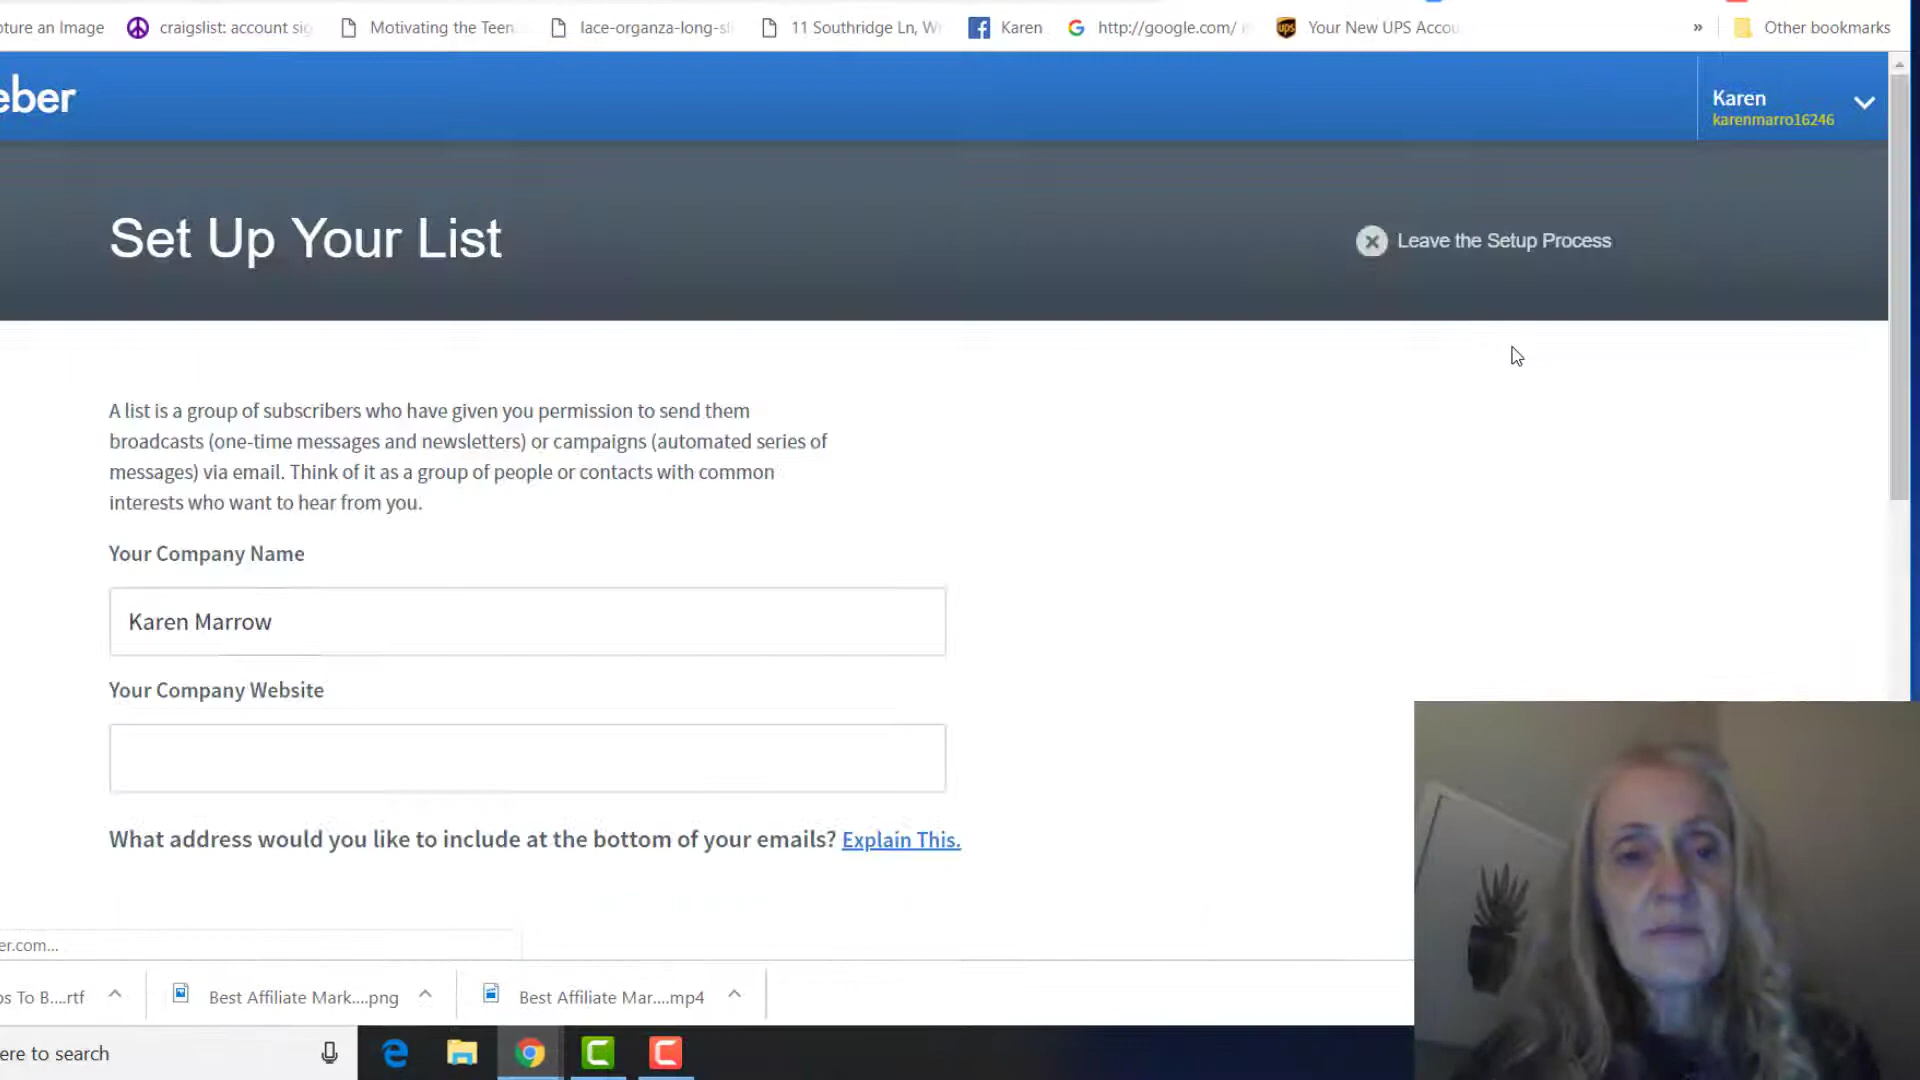 ture an Image
craigslist: account sig
Motivating the Teen
lace-organza-long-sl
11 Southridge Ln, W
Karen
http://google.com/
Your New UPS Accou
»
Other bookmarks
eber
Karen
karenmarro16246
Set Up Your List
Leave the Setup Process
A list is a group of subscribers who have given you permission to send them
broadcasts (one-time messages and newsletters) or campaigns (automated series of
messages) via email. Think of it as a group of people or contacts with common
interests who want to hear from you.
Your Company Name
Karen Marrow
Your Company Website
What address would you like to include at the bottom of your emails? Explain This.
er.com...
ps To B....rtf
Best Affiliate Mark....png
Best Affiliate Mar....mp4
ere to search